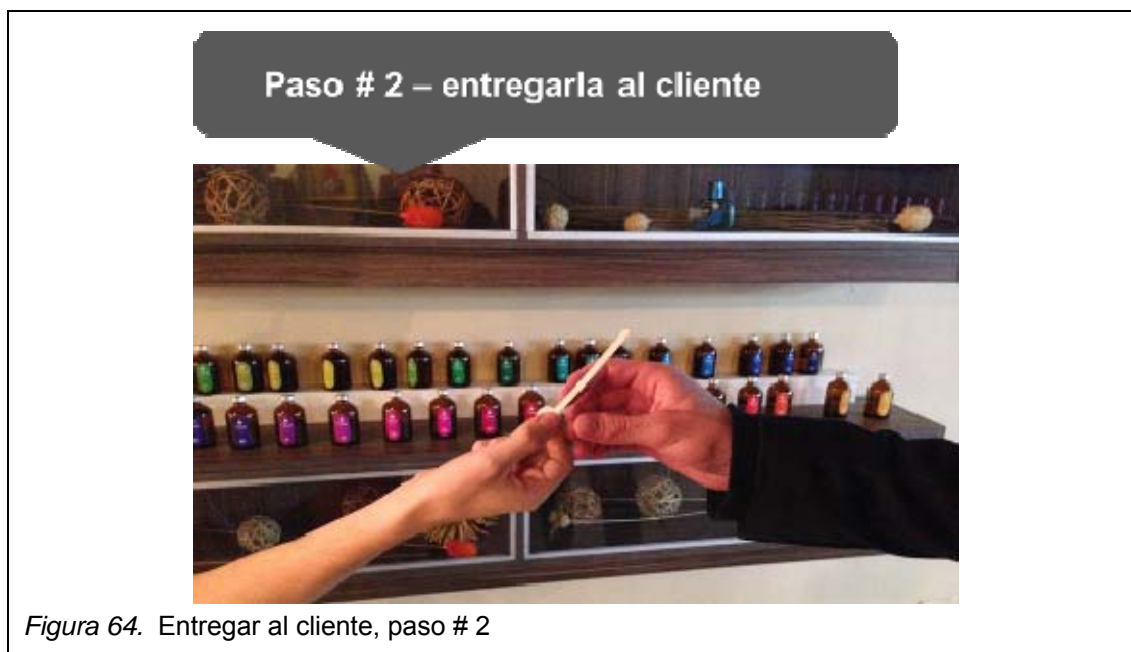 Paso # 2 – entregarla al cliente
Figura 64. Entregar al cliente, paso # 2